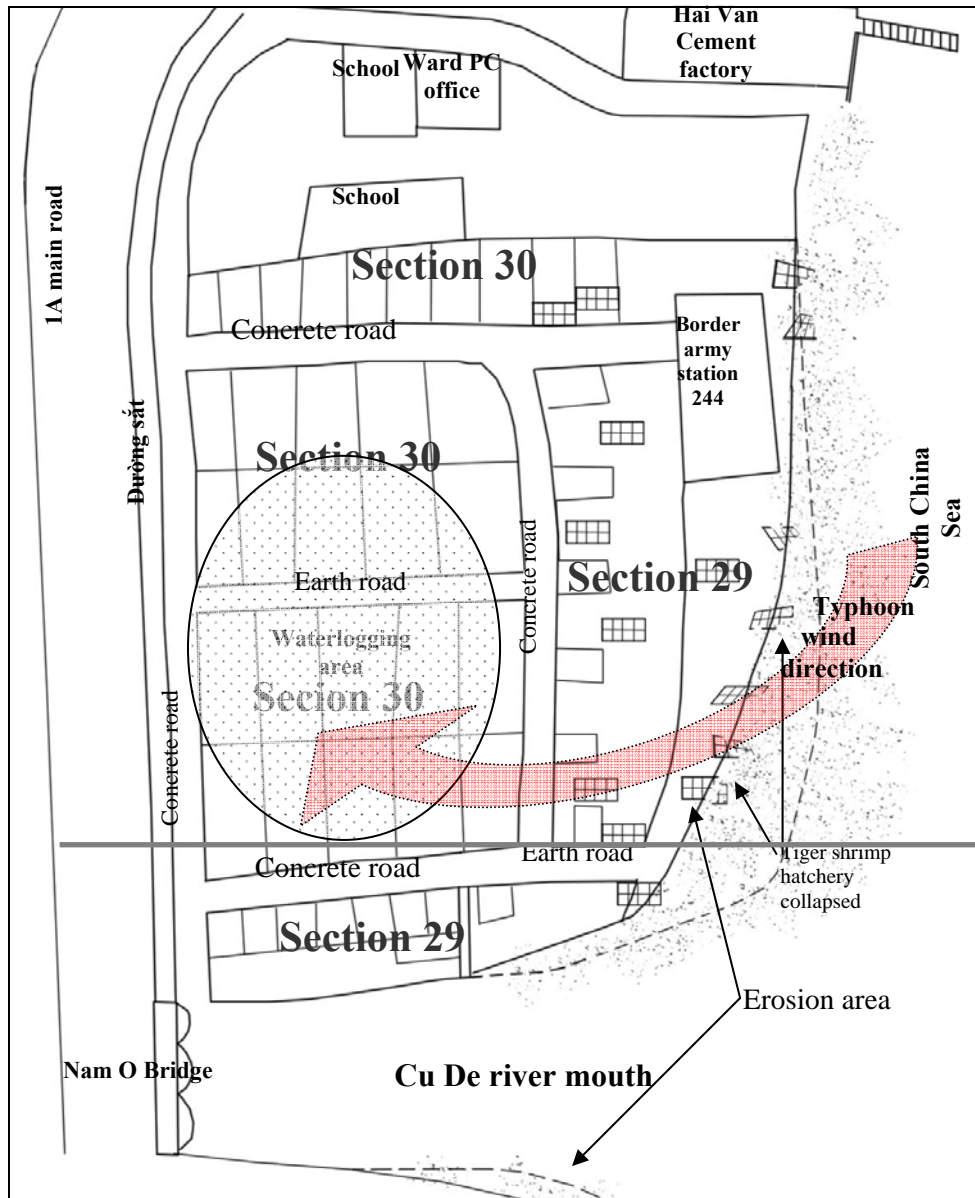 Hai Van
Cement
factory
School
Ward PC
office
School
1A main road
Section 30
Concrete road
Border
army
station
244
Đường sắt
Section 30
South China
Sea
Concrete road
Earth road
Section 29
Typhoon
wind
direction
Waterlogging
area
Secion 30
Concrete road
Earth road
Tiger shrimp
hatchery
collapsed
Concrete road
Section 29
Erosion area
Nam O Bridge
Cu De river mouth